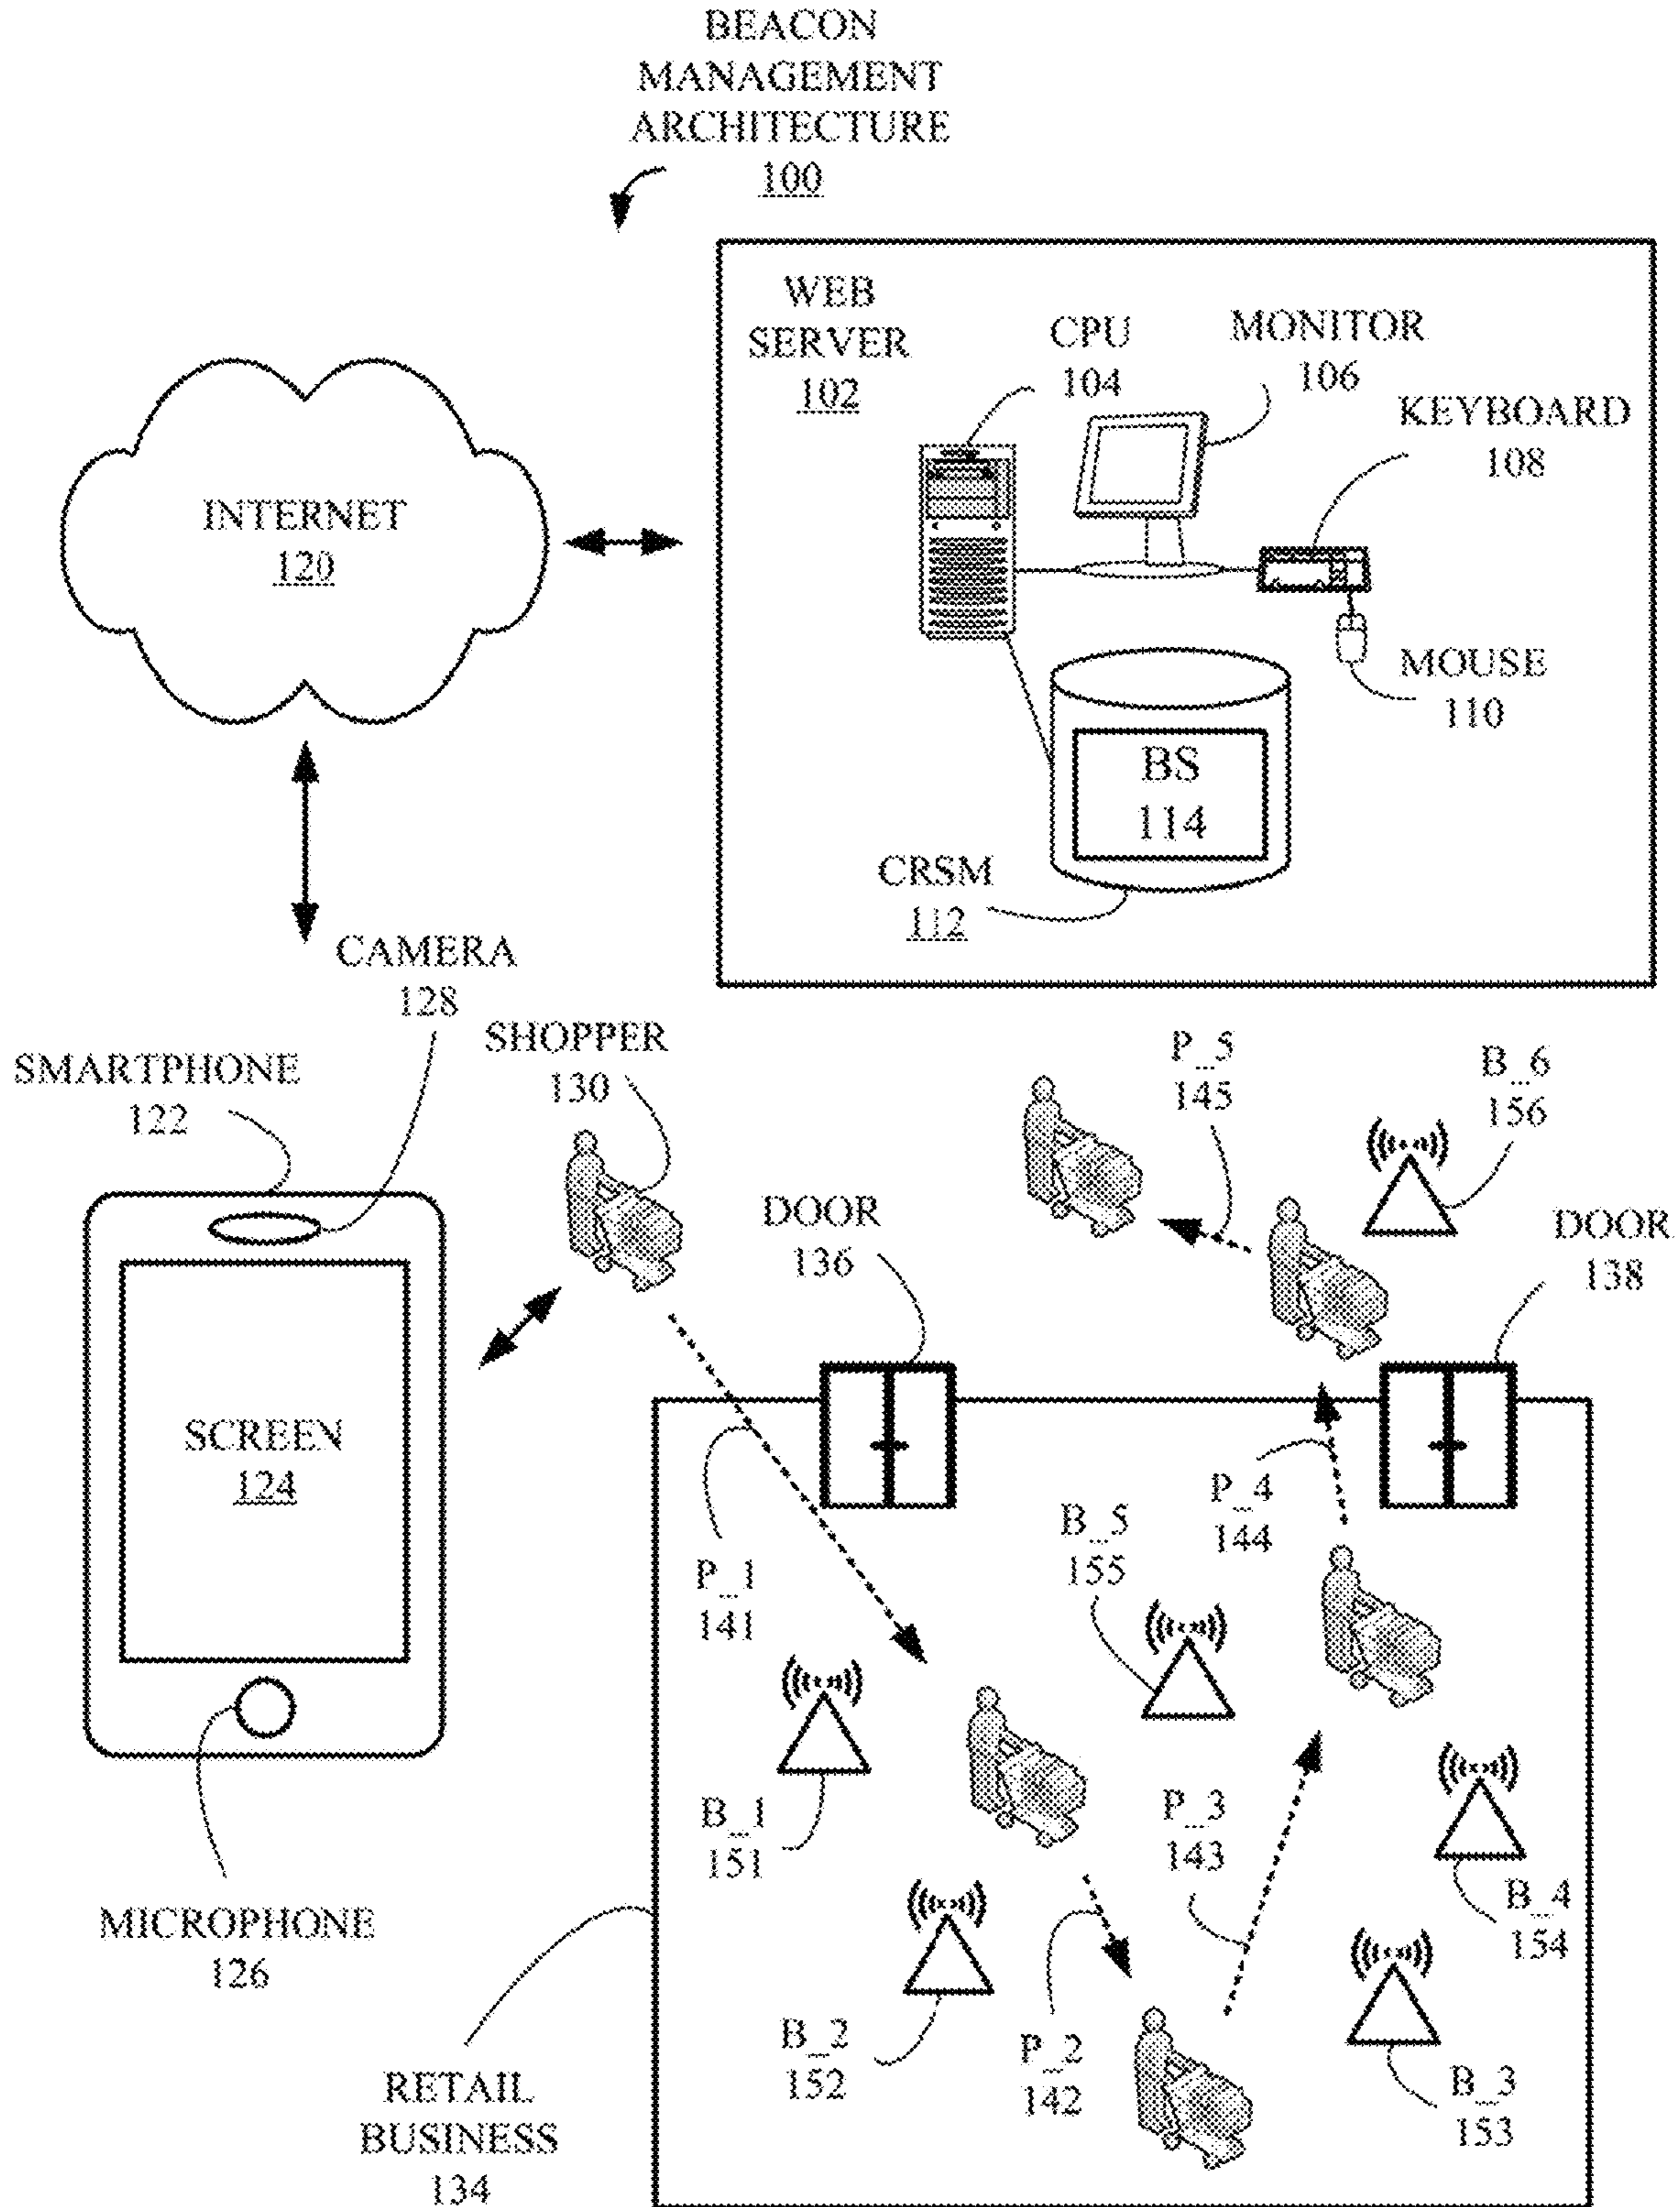 BEACON
MANAGEMENT
ARCHITECTURE
100
WEB
SERVER
102
CPU
104
MONITOR
106
KEYBOARD
108
MOUSE
110
BS
114
CRSM
112
INTERNET
120
CAMERA
128
SMARTPHONE
122
SHOPPER
130
SCREEN
124
MICROPHONE
126
P_5
145
B_6
156
DOOR
136
DOOR
138
P_1
141
B_5
155
P_4
144
B_1
151
P_3
143
B_4
154
B_2
152
P_2
142
B_3
153
RETAIL
BUSINESS
134